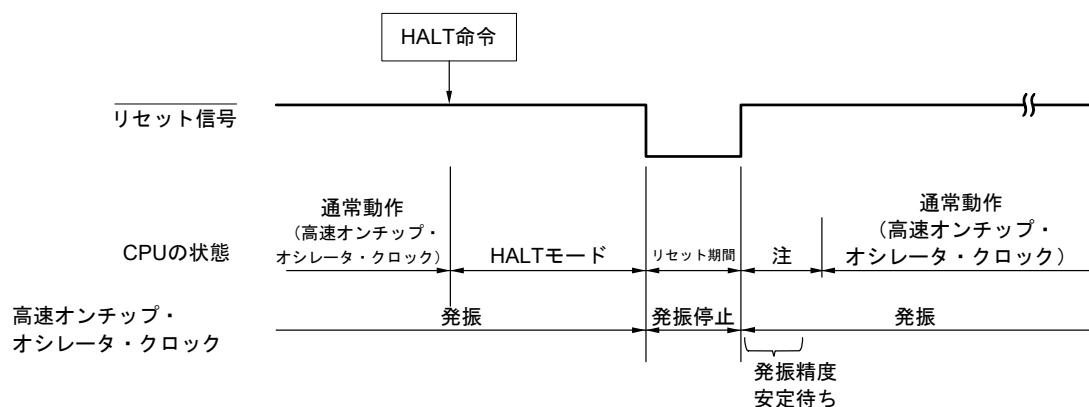 HALT命令
リセット信号
通常動作
(高速オンチップ・
オシレータ・クロック)
通常動作
(高速オンチップ・
オシレータ・クロック)
CPUの状態
HALTモード
リセット期間
注
高速オンチップ・
オシレータ・クロック
発振
発振停止
発振
発振精度
安定待ち